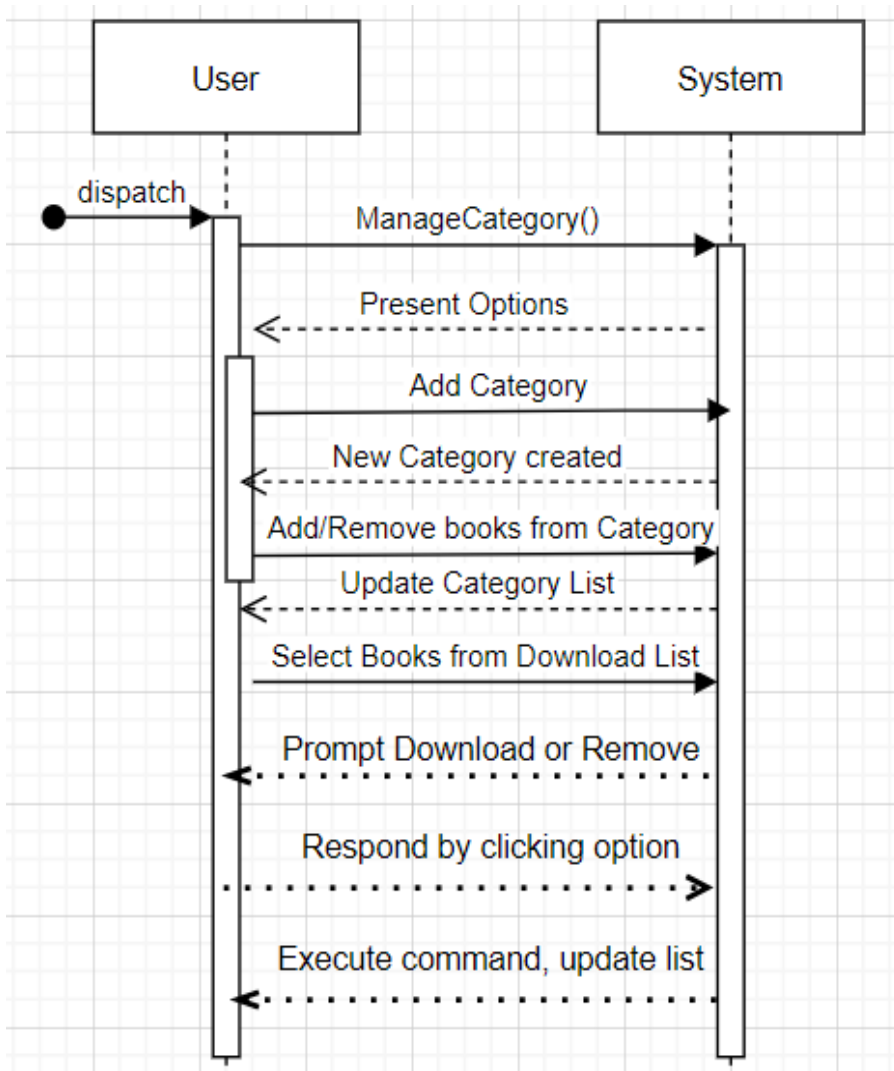 User
System
dispatch
ManageCategory()
Present Options
Add Category
New Category created
Add/Remove books from Category
Update Category List
Select Books from Download List
Prompt Download or Remove
Respond by clicking option
Execute command, update list